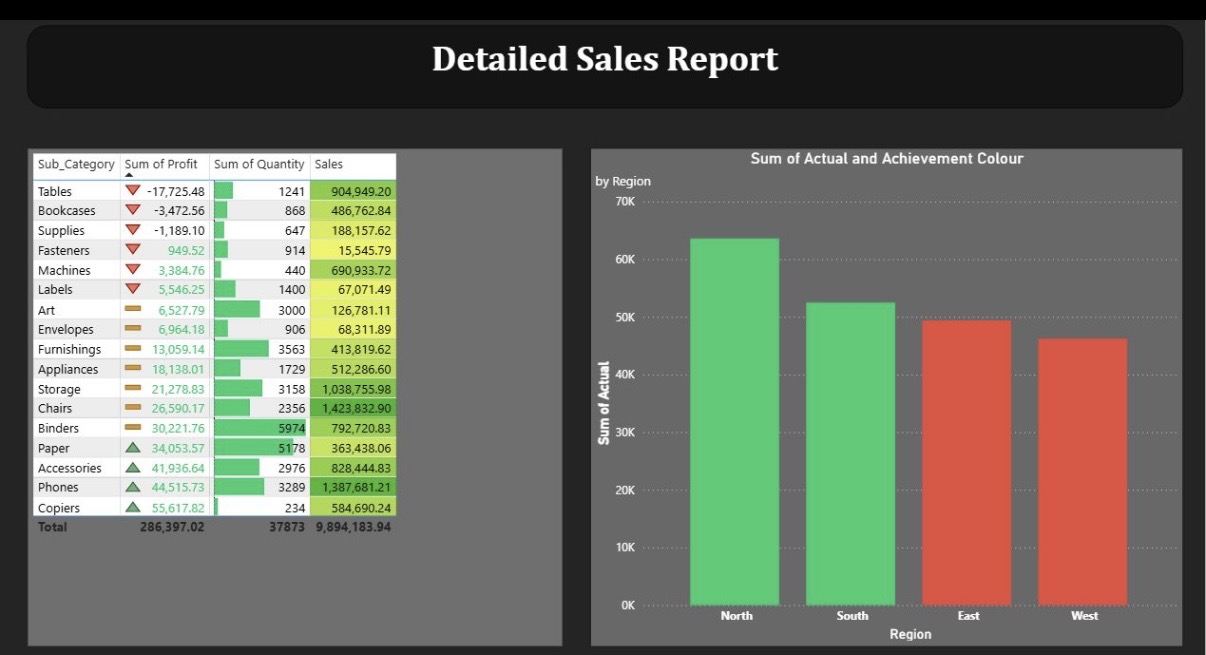 Detailed Sales Report
Sub_Category Sum of Profit Sum of Quantity Sales
Tables -17,725.48 1241 904,949.20
Bookcases -3,472.56 868 486,762.84
Supplies -1,189.10 647 188,157.62
Fasteners 949.52 914 15,545.79
Machines 3,384.76 440 690,933.72
Labels 5,546.25 1400 67,071.49
Art 6,527.79 3000 126,781.11
Envelopes 6,964.18 906 68,311.89
Furnishings 13,059.14 3563 413,819.62
Appliances 18,138.01 1729 512,286.60
Storage 21,278.83 3158 1,038,755.98
Chairs 26,590.17 2356 1,423,832.90
Binders 30,221.76 5974 792,720.83
Paper 34,053.57 5178 363,438.06
Accessories 41,936.64 2976 828,444.83
Phones 44,515.73 3289 1,387,681.21
Copiers 55,617.82 234 584,690.24
Total 286,397.02 37873 9,894,183.94
Sum of Actual and Achievement Colour
by Region
70K
60K
50K
40K
30K
20K
10K
0K
Sum of Actual
North South East West
Region